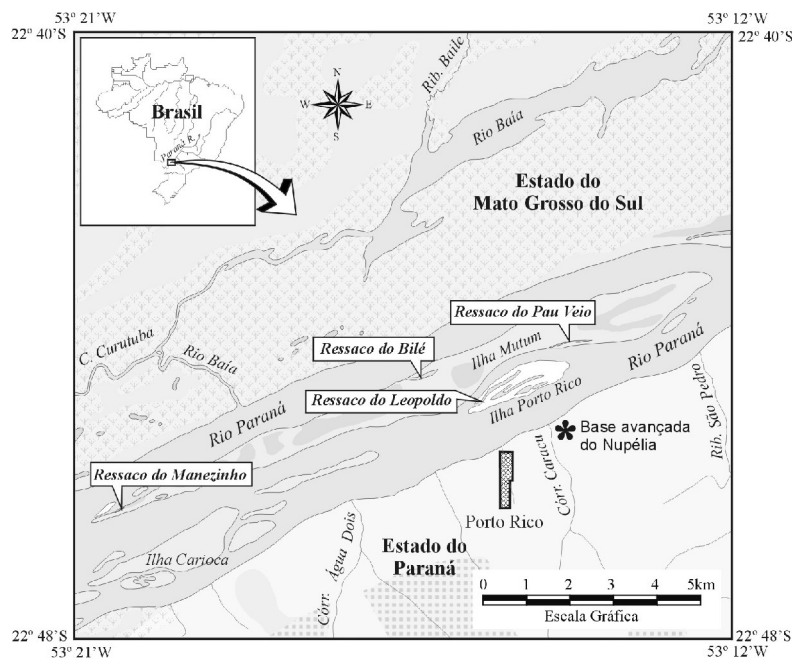 53º 21'W
53º 12'W
22º 40'S
22º 40'S
N
W
E
S
Brasil
Paraná R.
Rib. Baile
Rio Baía
Estado do
Mato Grosso do Sul
Ressaco do Pau Veio
C. Curutuba
Rio Baía
Ressaco do Bilé
Ilha Mutum
Rio Paraná
Ressaco do Leopoldo
Ilha Porto Rico
Rio Paraná
Rib. São Pedro
Base avançada
do Nupélia
Córr. Caracu
Ressaco do Manezinho
Porto Rico
Ilha Carioca
Córr. Água Dois
Estado do
Paraná
0 1 2 3 4 5km
Escala Gráfica
22º 48'S
22º 48'S
53º 21'W
53º 12'W